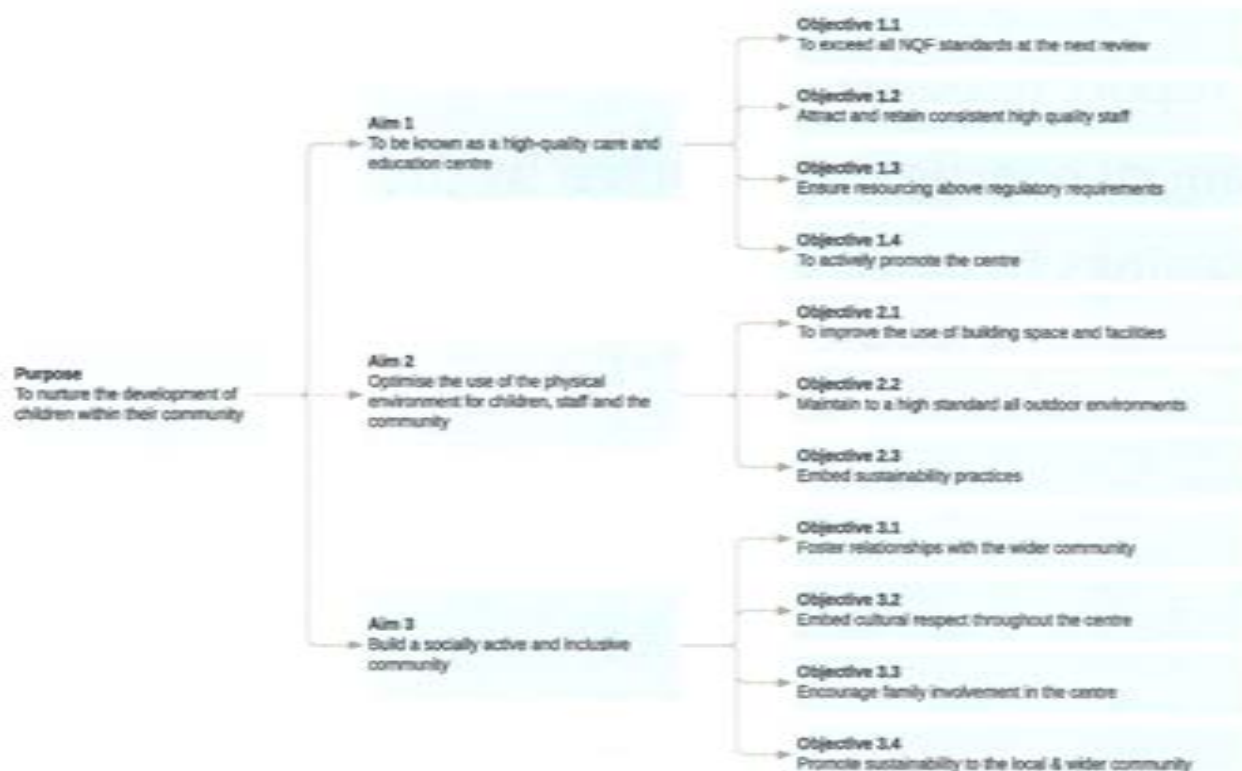 Purpose
To nurture the development of
children within their community
Aim 1
To be known as a high-quality care and
education centre
Objective 1.1
To exceed all NQF standards at the next review
Objective 1.2
Attract and retain consistent high quality staff
Objective 1.3
Ensure resourcing above regulatory requirements
Objective 1.4
To actively promote the centre
Aim 2
Optimise the use of the physical
environment for children, staff and the
community
Objective 2.1
To improve the use of building space and facilities
Objective 2.2
Maintain to a high standard all outdoor environments
Objective 2.3
Embed sustainability practices
Aim 3
Build a socially active and inclusive
community
Objective 3.1
Foster relationships with the wider community
Objective 3.2
Embed cultural respect throughout the centre
Objective 3.3
Encourage family involvement in the centre
Objective 3.4
Promote sustainability to the local & wider community